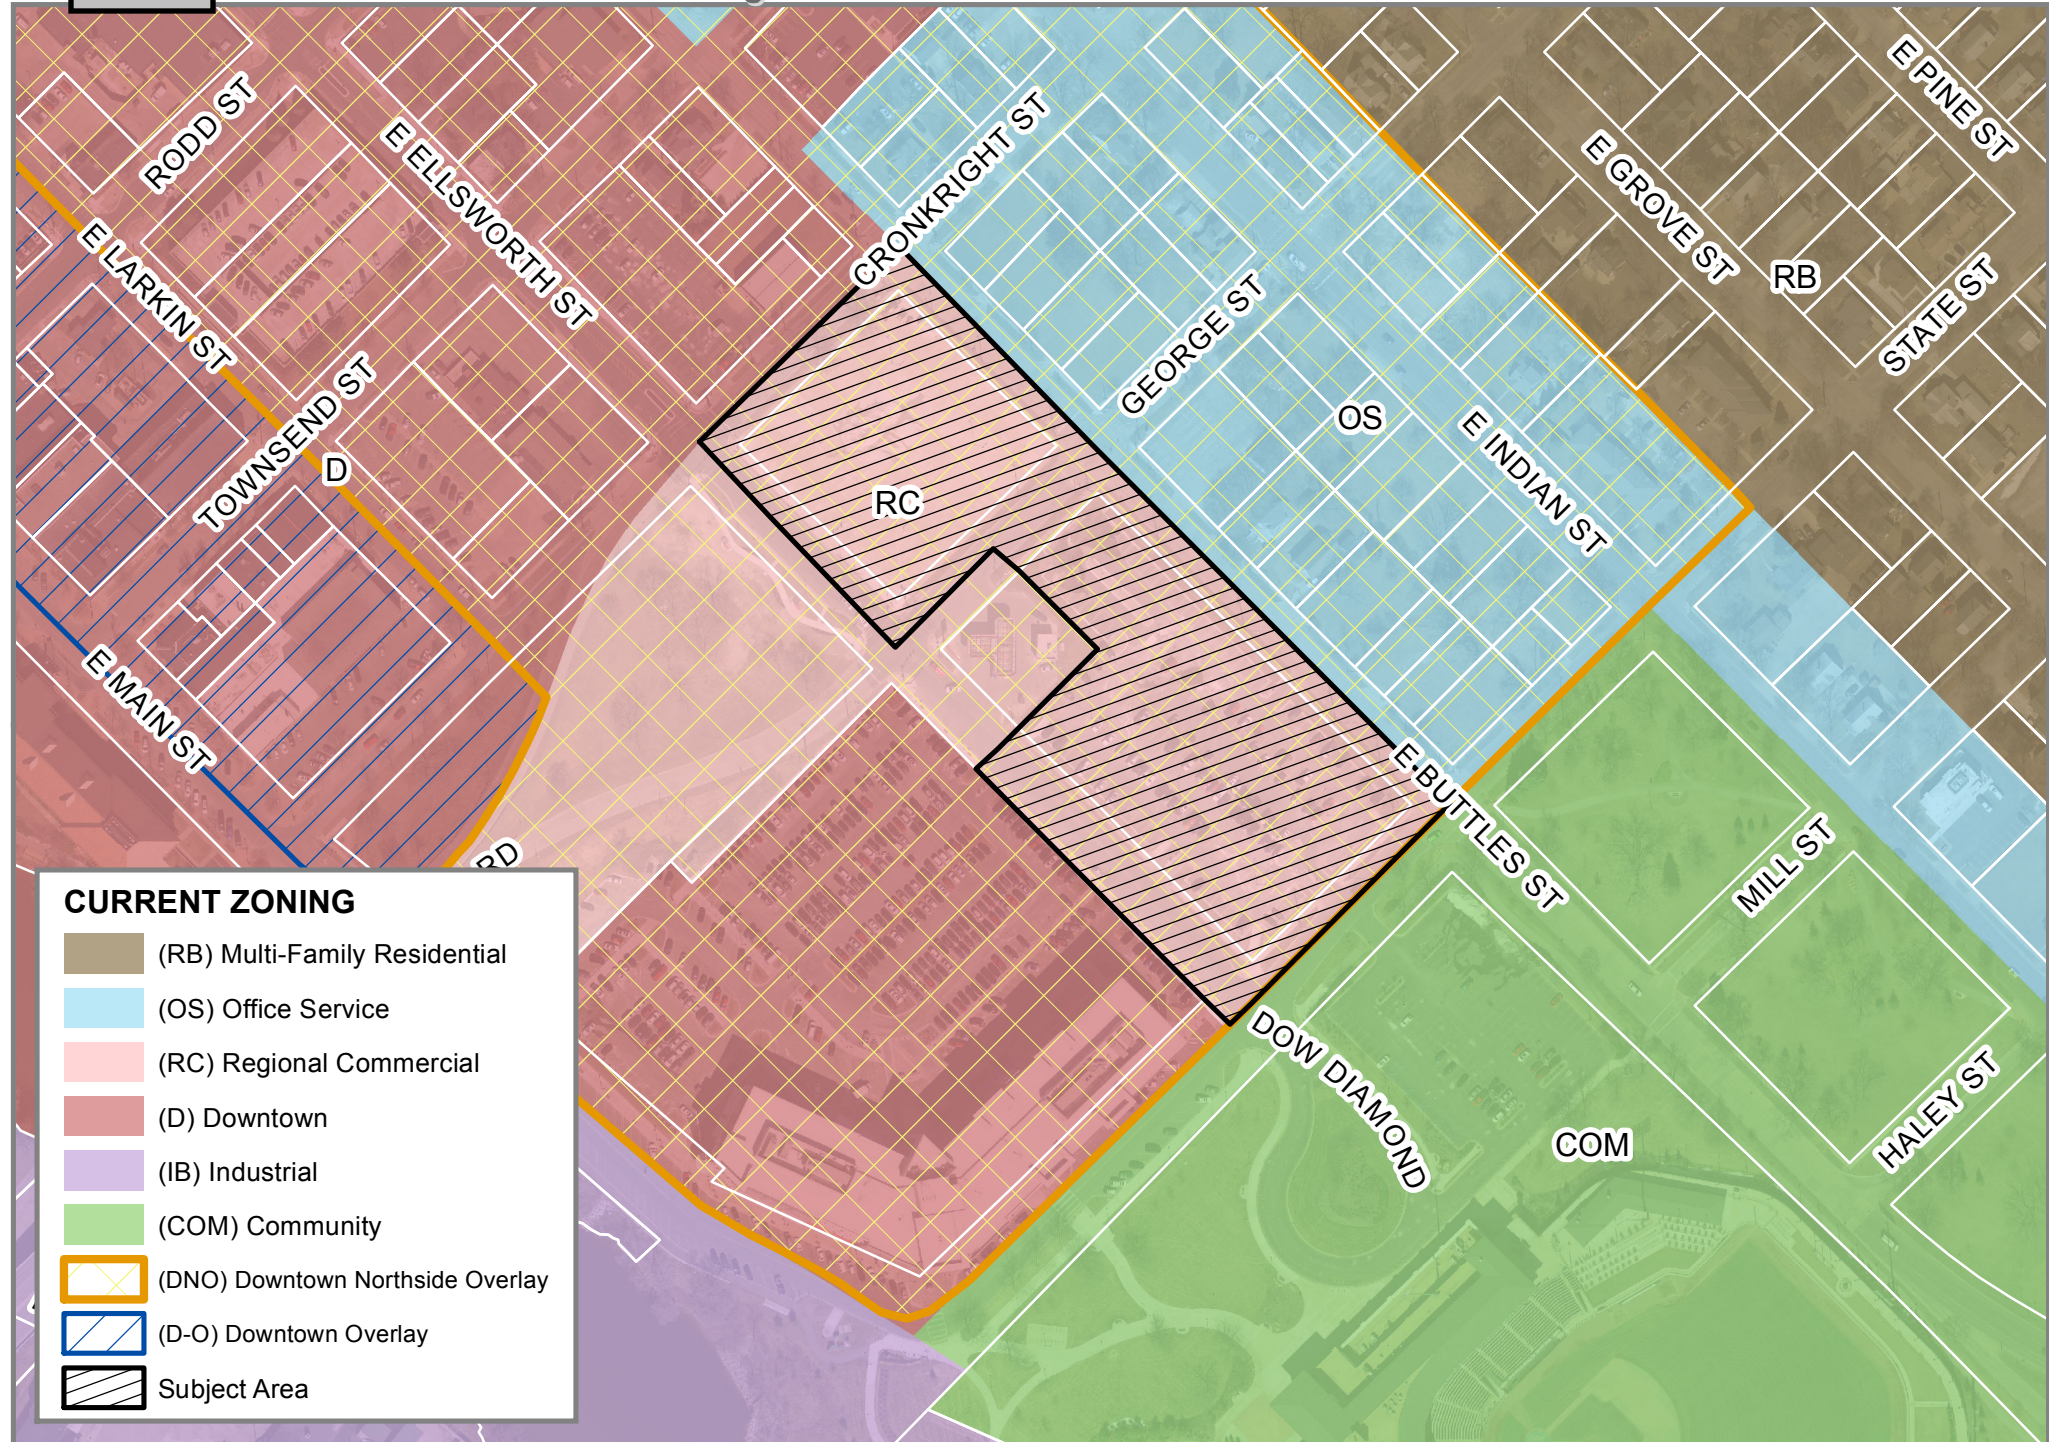 E PINE ST
RODD ST
CRONKRIGHT ST
E ELLSWORTH ST
E GROVE ST
RB
E LARKIN ST
STATE ST
GEORGE ST
TOWNSEND ST
OS
D
E INDIAN ST
RC
E MAIN ST
E BUTTLES ST
MILL ST
RD
DOW DIAMOND
HALEY ST
COM
CURRENT ZONING
(RB) Multi-Family Residential
(OS) Office Service
(RC) Regional Commercial
(D) Downtown
(IB) Industrial
(COM) Community
(DNO) Downtown Northside Overlay
(D-O) Downtown Overlay
Subject Area